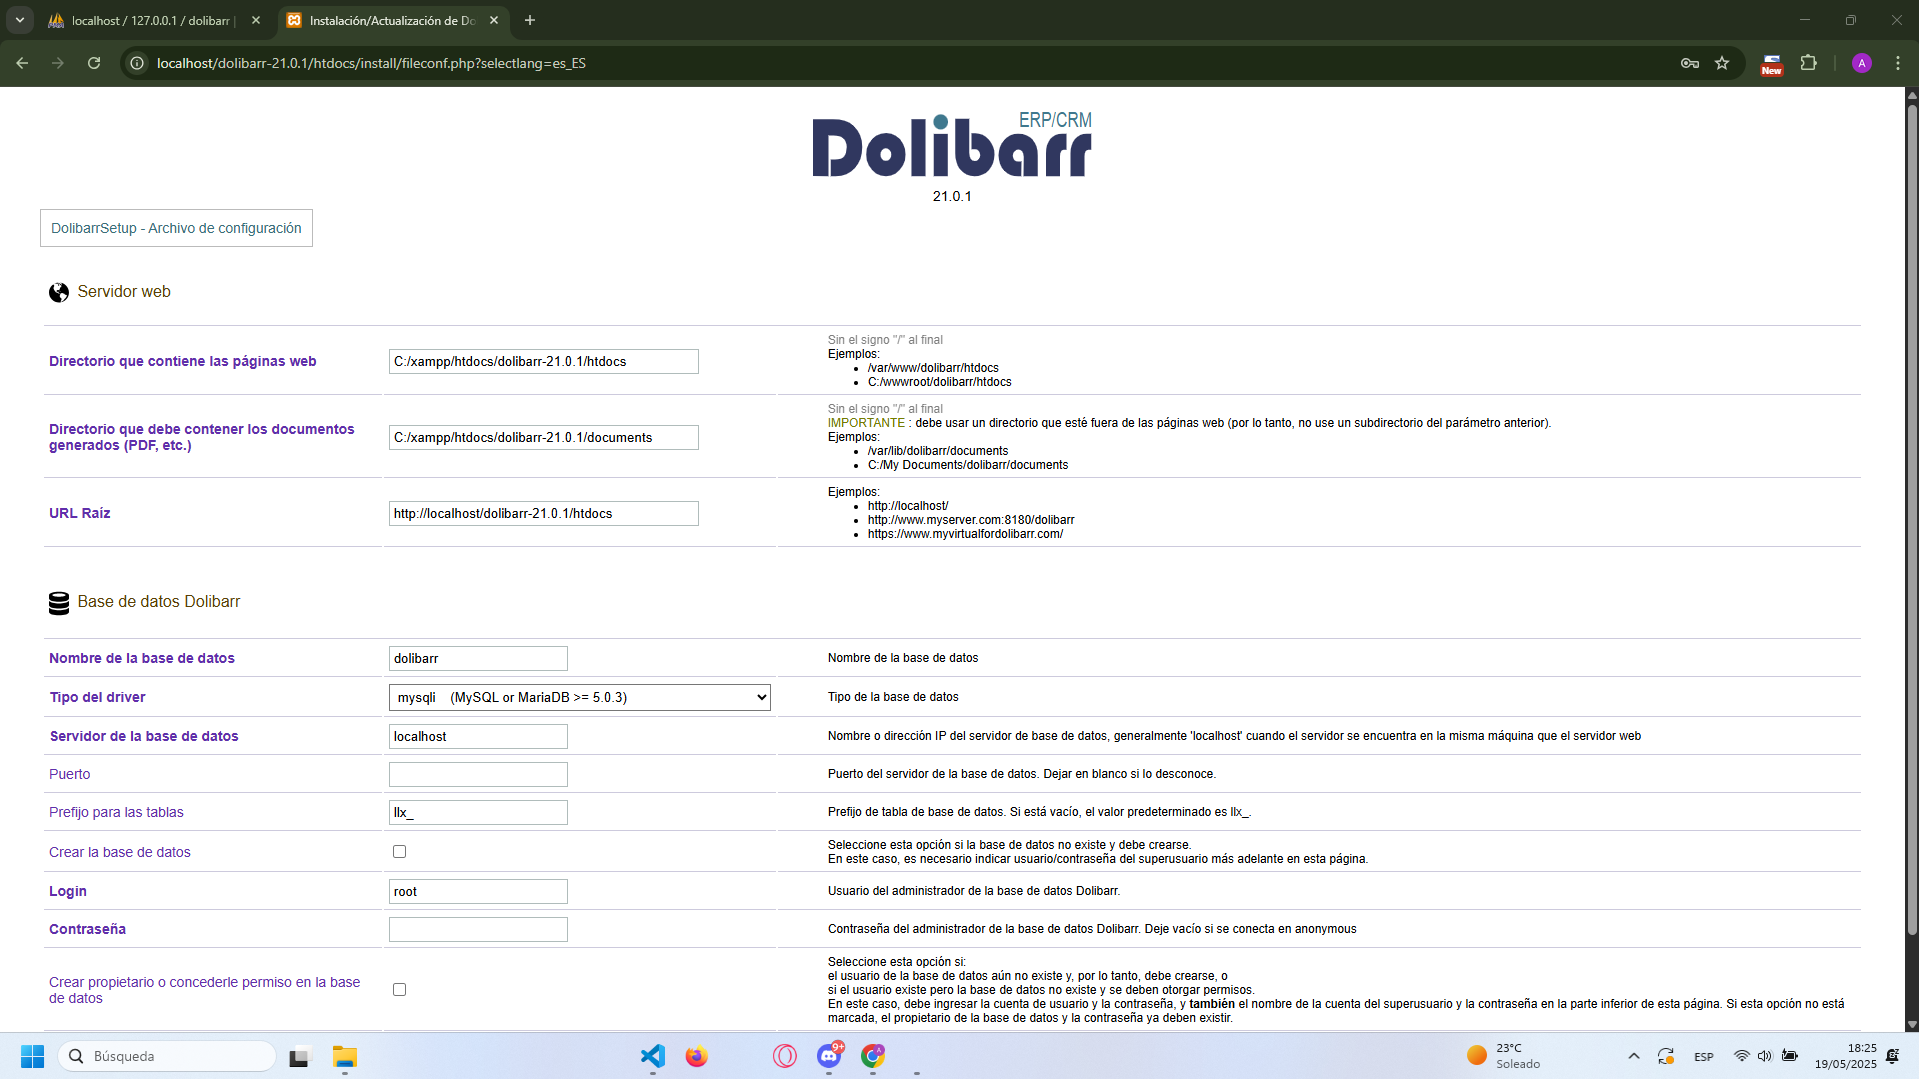 localhost / 127.0.0.1 / dolibarr |
Instalación/Actualización de Do
localhost/dolibarr-21.0.1/htdocs/install/fileconf.php?selectlang=es_ES
New
A
ERP/CRM
Dolibarr
21.0.1
DolibarrSetup - Archivo de configuración
Servidor web
Directorio que contiene las páginas web
C:/xampp/htdocs/dolibarr-21.0.1/htdocs
Sin el signo "/" al final
Ejemplos:
/var/www/dolibarr/htdocs
C:/wwwroot/dolibarr/htdocs
Directorio que debe contener los documentos
generados (PDF, etc.)
C:/xampp/htdocs/dolibarr-21.0.1/documents
Sin el signo "/" al final
IMPORTANTE : debe usar un directorio que esté fuera de las páginas web (por lo tanto, no use un subdirectorio del parámetro anterior).
Ejemplos:
/var/lib/dolibarr/documents
C:/My Documents/dolibarr/documents
URL Raíz
http://localhost/dolibarr-21.0.1/htdocs
Ejemplos:
http://localhost/
http://www.myserver.com:8180/dolibarr
https://www.myvirtualfordolibarr.com/
Base de datos Dolibarr
Nombre de la base de datos
dolibarr
Nombre de la base de datos
Tipo del driver
mysqli (MySQL or MariaDB >= 5.0.3)
Tipo de la base de datos
Servidor de la base de datos
localhost
Nombre o dirección IP del servidor de base de datos, generalmente 'localhost' cuando el servidor se encuentra en la misma máquina que el servidor web
Puerto
Puerto del servidor de la base de datos. Dejar en blanco si lo desconoce.
Prefijo para las tablas
llx_
Prefijo de tabla de base de datos. Si está vacío, el valor predeterminado es llx_.
Crear la base de datos
Seleccione esta opción si la base de datos no existe y debe crearse.
En este caso, es necesario indicar usuario/contraseña del superusuario más adelante en esta página.
Login
root
Usuario del administrador de la base de datos Dolibarr.
Contraseña
Contraseña del administrador de la base de datos Dolibarr. Deje vacío si se conecta en anonymous
Crear propietario o concederle permiso en la base
de datos
Seleccione esta opción si:
el usuario de la base de datos aún no existe y, por lo tanto, debe crearse, o
si el usuario existe pero la base de datos no existe y se deben otorgar permisos.
En este caso, debe ingresar la cuenta de usuario y la contraseña, y también el nombre de la cuenta del superusuario y la contraseña en la parte inferior de esta página. Si esta opción no está
marcada, el propietario de la base de datos y la contraseña ya deben existir.
Búsqueda
9+
A
23°C
Soleado
ESP
18:25
19/05/2025